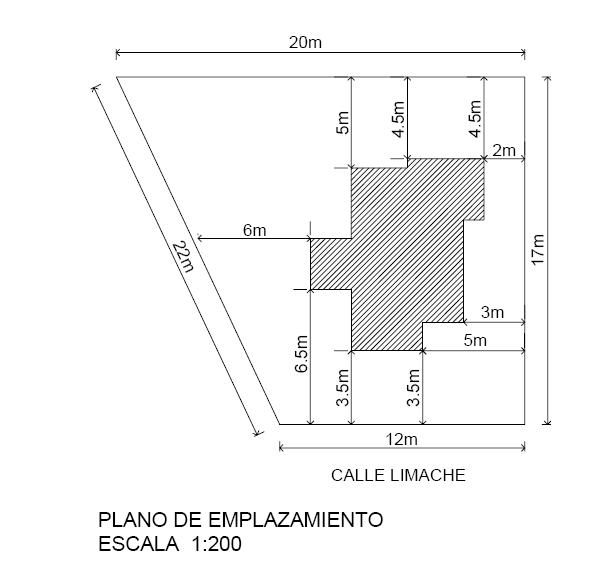 20m
5m
4.5m
4.5m
2m
6m
22m
17m
3m
5m
6.5m
3.5m
3.5m
12m
CALLE LIMACHE
PLANO DE EMPLAZAMIENTO
ESCALA 1:200